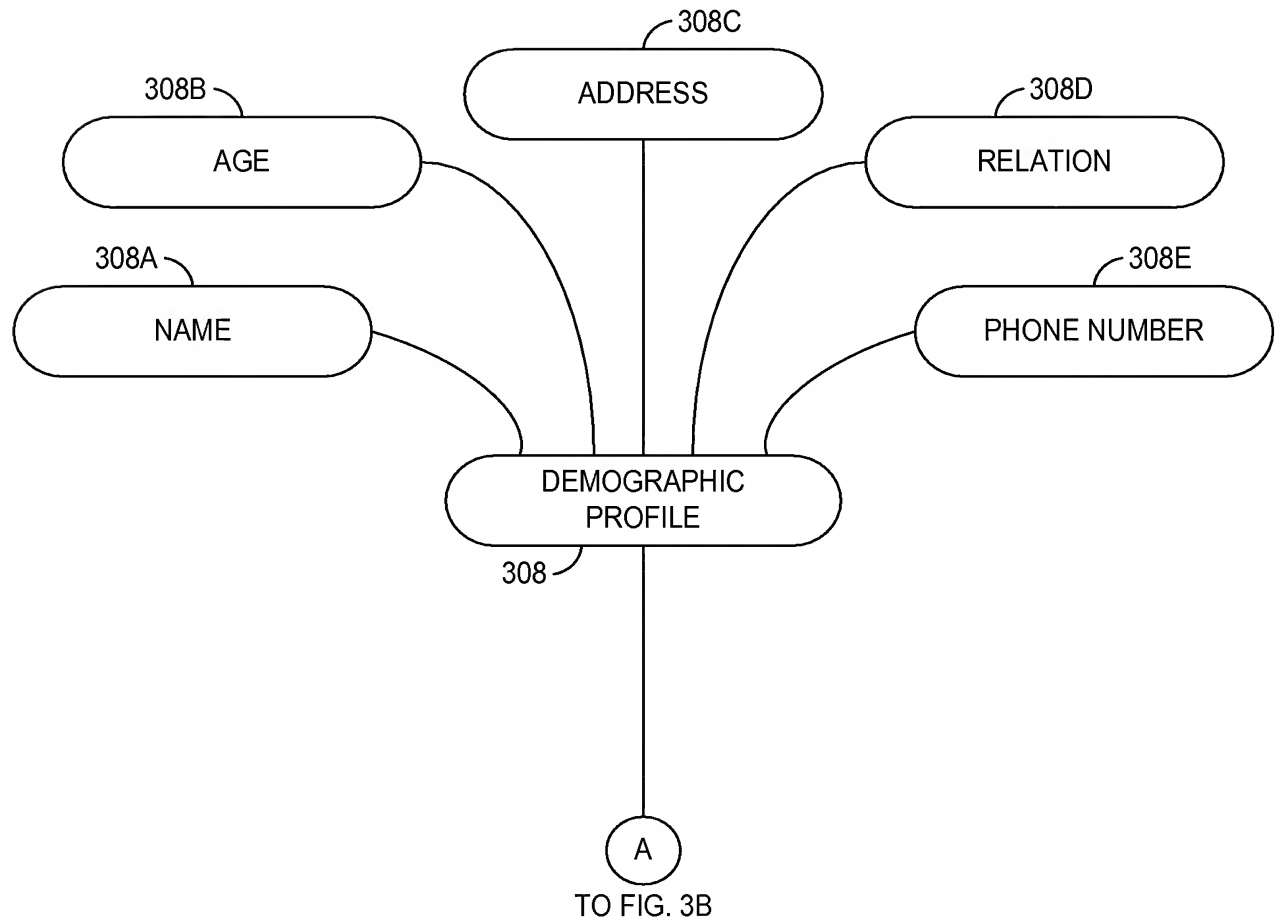 308C
ADDRESS
308B
AGE
308D
RELATION
308A
NAME
308E
PHONE NUMBER
DEMOGRAPHIC
PROFILE
308
A
TO FIG. 3B